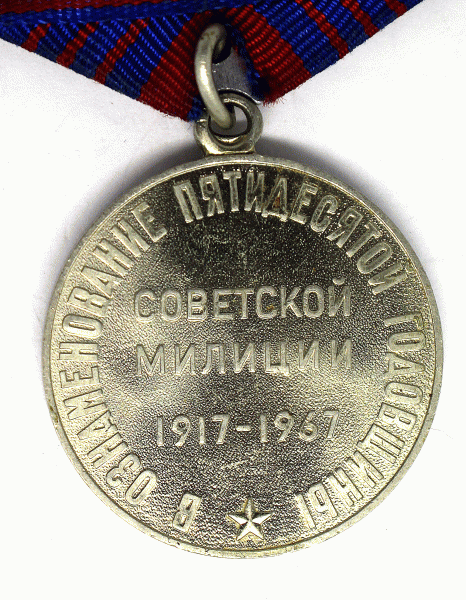 В ОЗНАМЕНОВАНИЕ ПЯТИДЕСЯТОЙ ГОДОВЩИНЫ
СОВЕТСКОЙ
МИЛИЦИИ
1917-1967